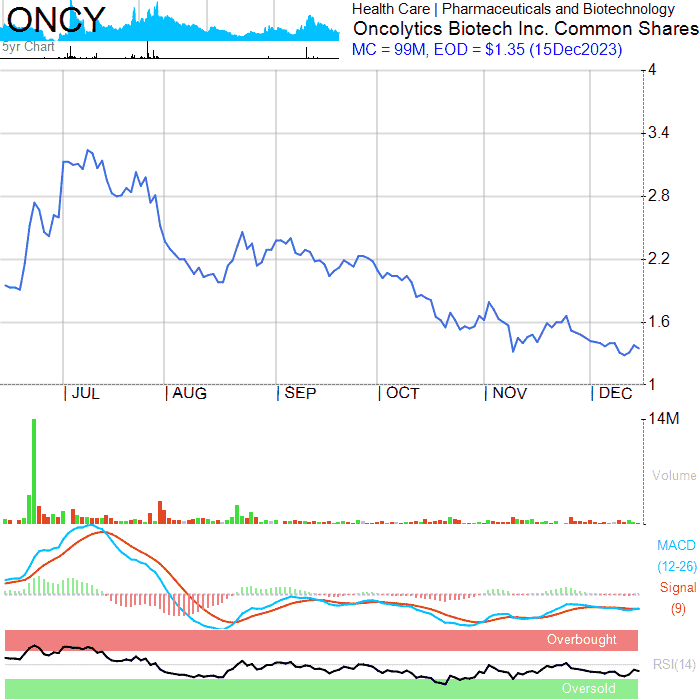 ONCY
5yr Chart
Health Care | Pharmaceuticals and Biotechnology
Oncolytics Biotech Inc. Common Shares
MC = 99M, EOD = $1.35 (15Dec2023)
4
3.4
2.8
2.2
1.6
1
| JUL | AUG | SEP | OCT | NOV | DEC
14M
Volume
MACD
(12-26)
Signal
(9)
Overbought
RSI(14)
Oversold